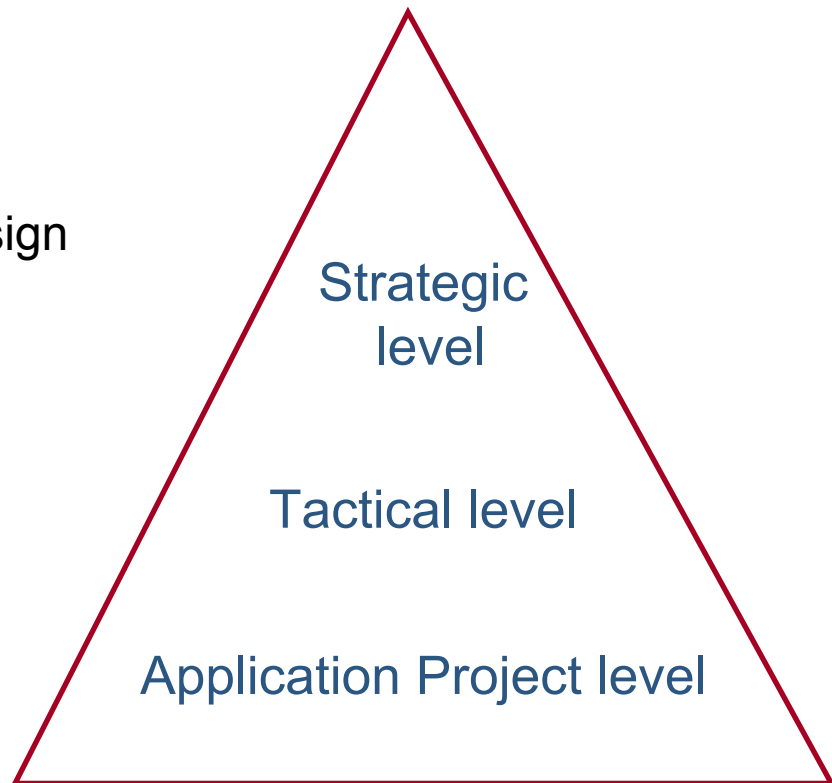 sign
Strategic
level
Tactical level
Application Project level